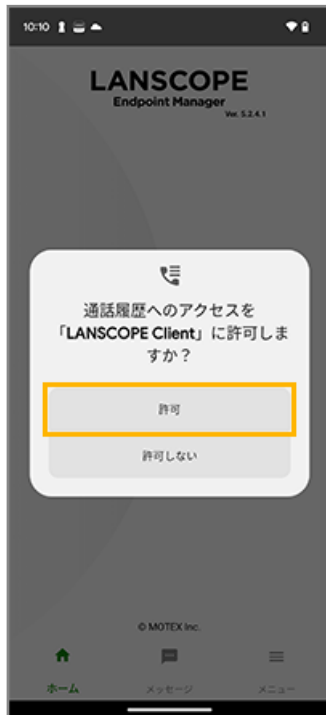 10:10
LANSCOPE
Endpoint Manager
Ver. 5.2.4.1
通話履歴へのアクセスを
「LANSCOPE Client」に許可しま
すか？
許可
許可しない
© MOTEX Inc.
ホーム メッセージ メニュー